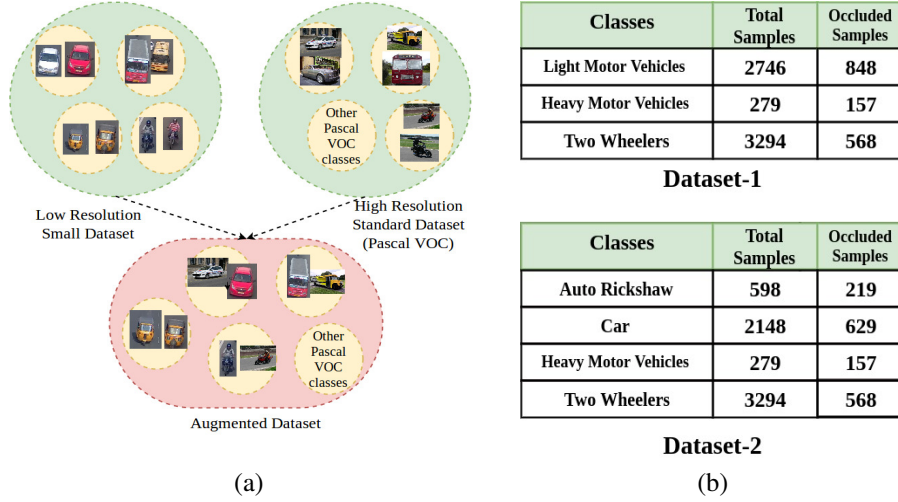 Other
Pascal
VOC
classes
Low Resolution
Small Dataset
High Resolution
Standard Dataset
(Pascal VOC)
Other
Pascal
VOC
classes
Augmented Dataset
(a)
Classes Total Samples Occluded Samples
Light Motor Vehicles 2746 848
Heavy Motor Vehicles 279 157
Two Wheelers 3294 568
Dataset-1
Classes Total Samples Occluded Samples
Auto Rickshaw 598 219
Car 2148 629
Heavy Motor Vehicles 279 157
Two Wheelers 3294 568
Dataset-2
(b)